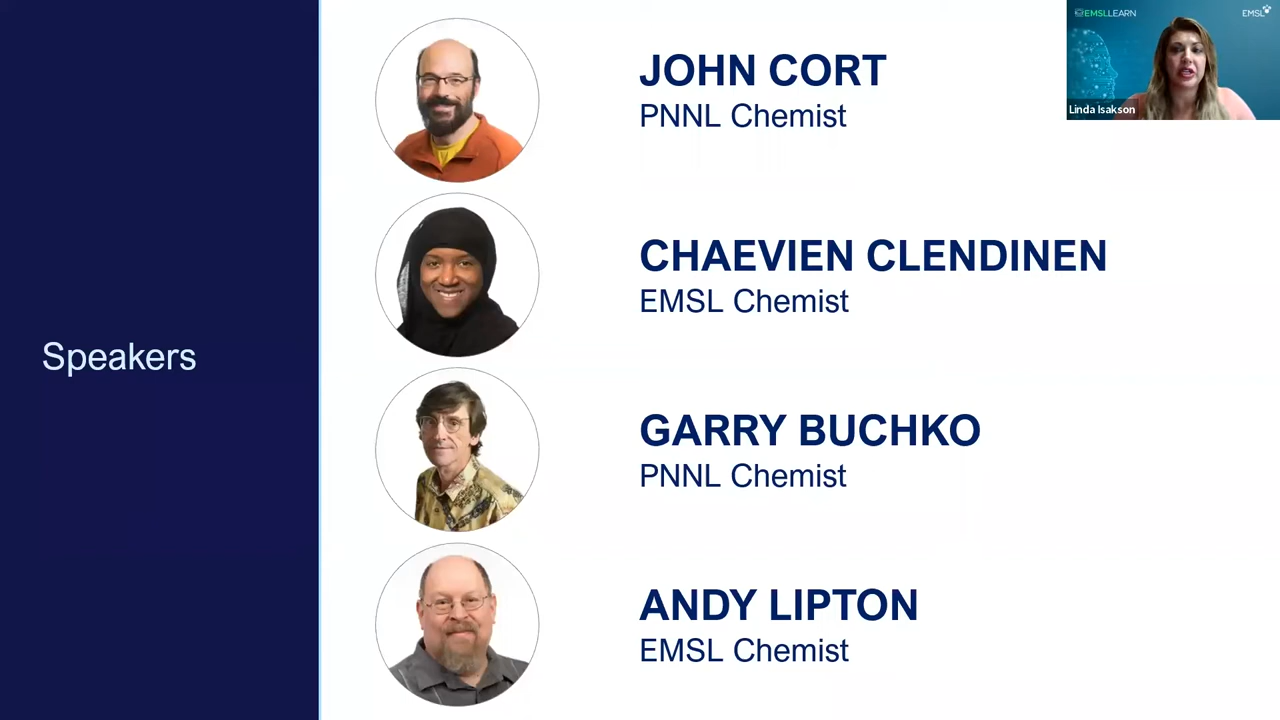 Speakers
JOHN CORT
PNNL Chemist
CHAEVIEN CLENDINEN
EMSL Chemist
GARRY BUCHKO
PNNL Chemist
ANDY LIPTON
EMSL Chemist
EMSLLEARN
EMSL
Linda Isakson